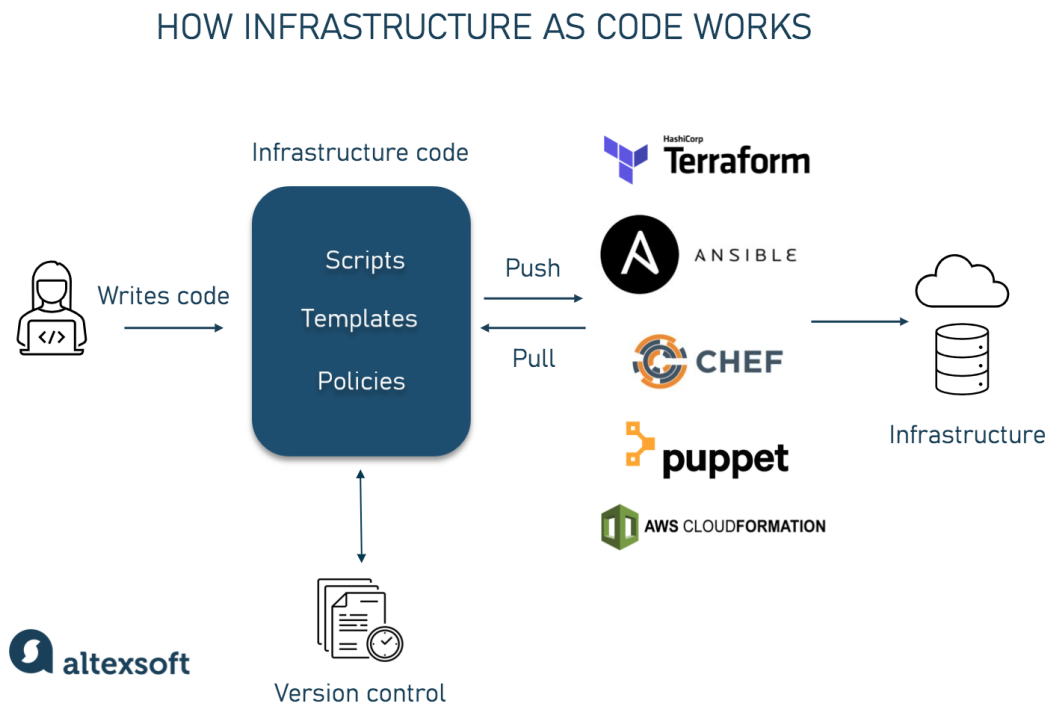 HOW INFRASTRUCTURE AS CODE WORKS
Infrastructure code
Scripts
Templates
Policies
Writes code
</>
Push
Pull
HashiCorp
Terraform
A
ANSIBLE
CHEF
puppet
AWS CLOUDFORMATION
Infrastructure
Version control
altexsoft